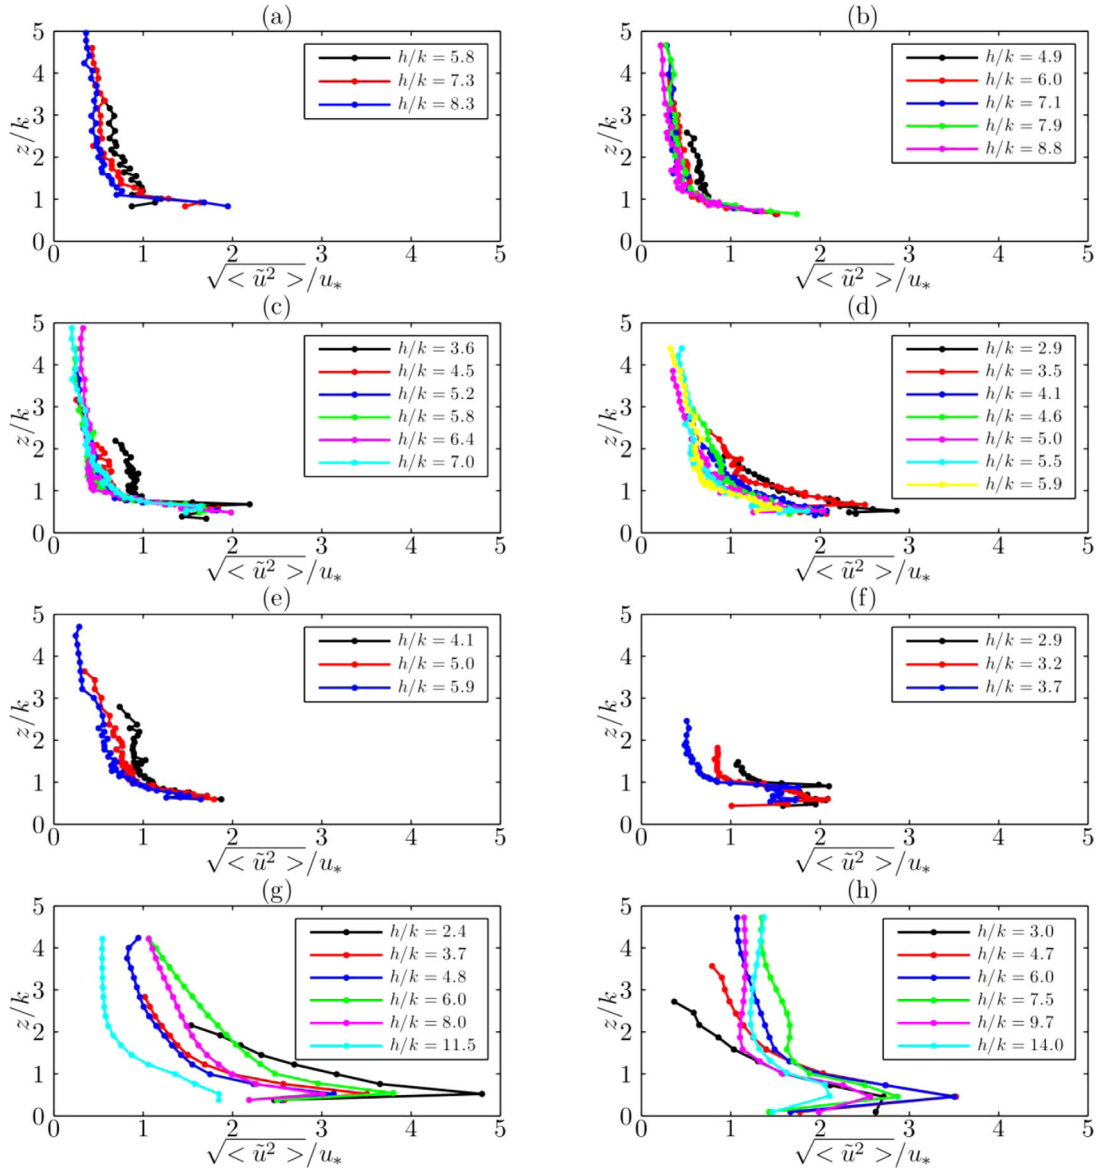 (a)
5
4
3
2
1
0
z/k
0 1 2 3 4 5
√< ũ² >/u*
h/k = 5.8
h/k = 7.3
h/k = 8.3
(b)
5
4
3
2
1
0
z/k
0 1 2 3 4 5
√< ũ² >/u*
h/k = 4.9
h/k = 6.0
h/k = 7.1
h/k = 7.9
h/k = 8.8
(c)
5
4
3
2
1
0
z/k
0 1 2 3 4 5
√< ũ² >/u*
h/k = 3.6
h/k = 4.5
h/k = 5.2
h/k = 5.8
h/k = 6.4
h/k = 7.0
(d)
5
4
3
2
1
0
z/k
0 1 2 3 4 5
√< ũ² >/u*
h/k = 2.9
h/k = 3.5
h/k = 4.1
h/k = 4.6
h/k = 5.0
h/k = 5.5
h/k = 5.9
(e)
5
4
3
2
1
0
z/k
0 1 2 3 4 5
√< ũ² >/u*
h/k = 4.1
h/k = 5.0
h/k = 5.9
(f)
5
4
3
2
1
0
z/k
0 1 2 3 4 5
√< ũ² >/u*
h/k = 2.9
h/k = 3.2
h/k = 3.7
(g)
5
4
3
2
1
0
z/k
0 1 2 3 4 5
√< ũ² >/u*
h/k = 2.4
h/k = 3.7
h/k = 4.8
h/k = 6.0
h/k = 8.0
h/k = 11.5
(h)
5
4
3
2
1
0
z/k
0 1 2 3 4 5
√< ũ² >/u*
h/k = 3.0
h/k = 4.7
h/k = 6.0
h/k = 7.5
h/k = 9.7
h/k = 14.0